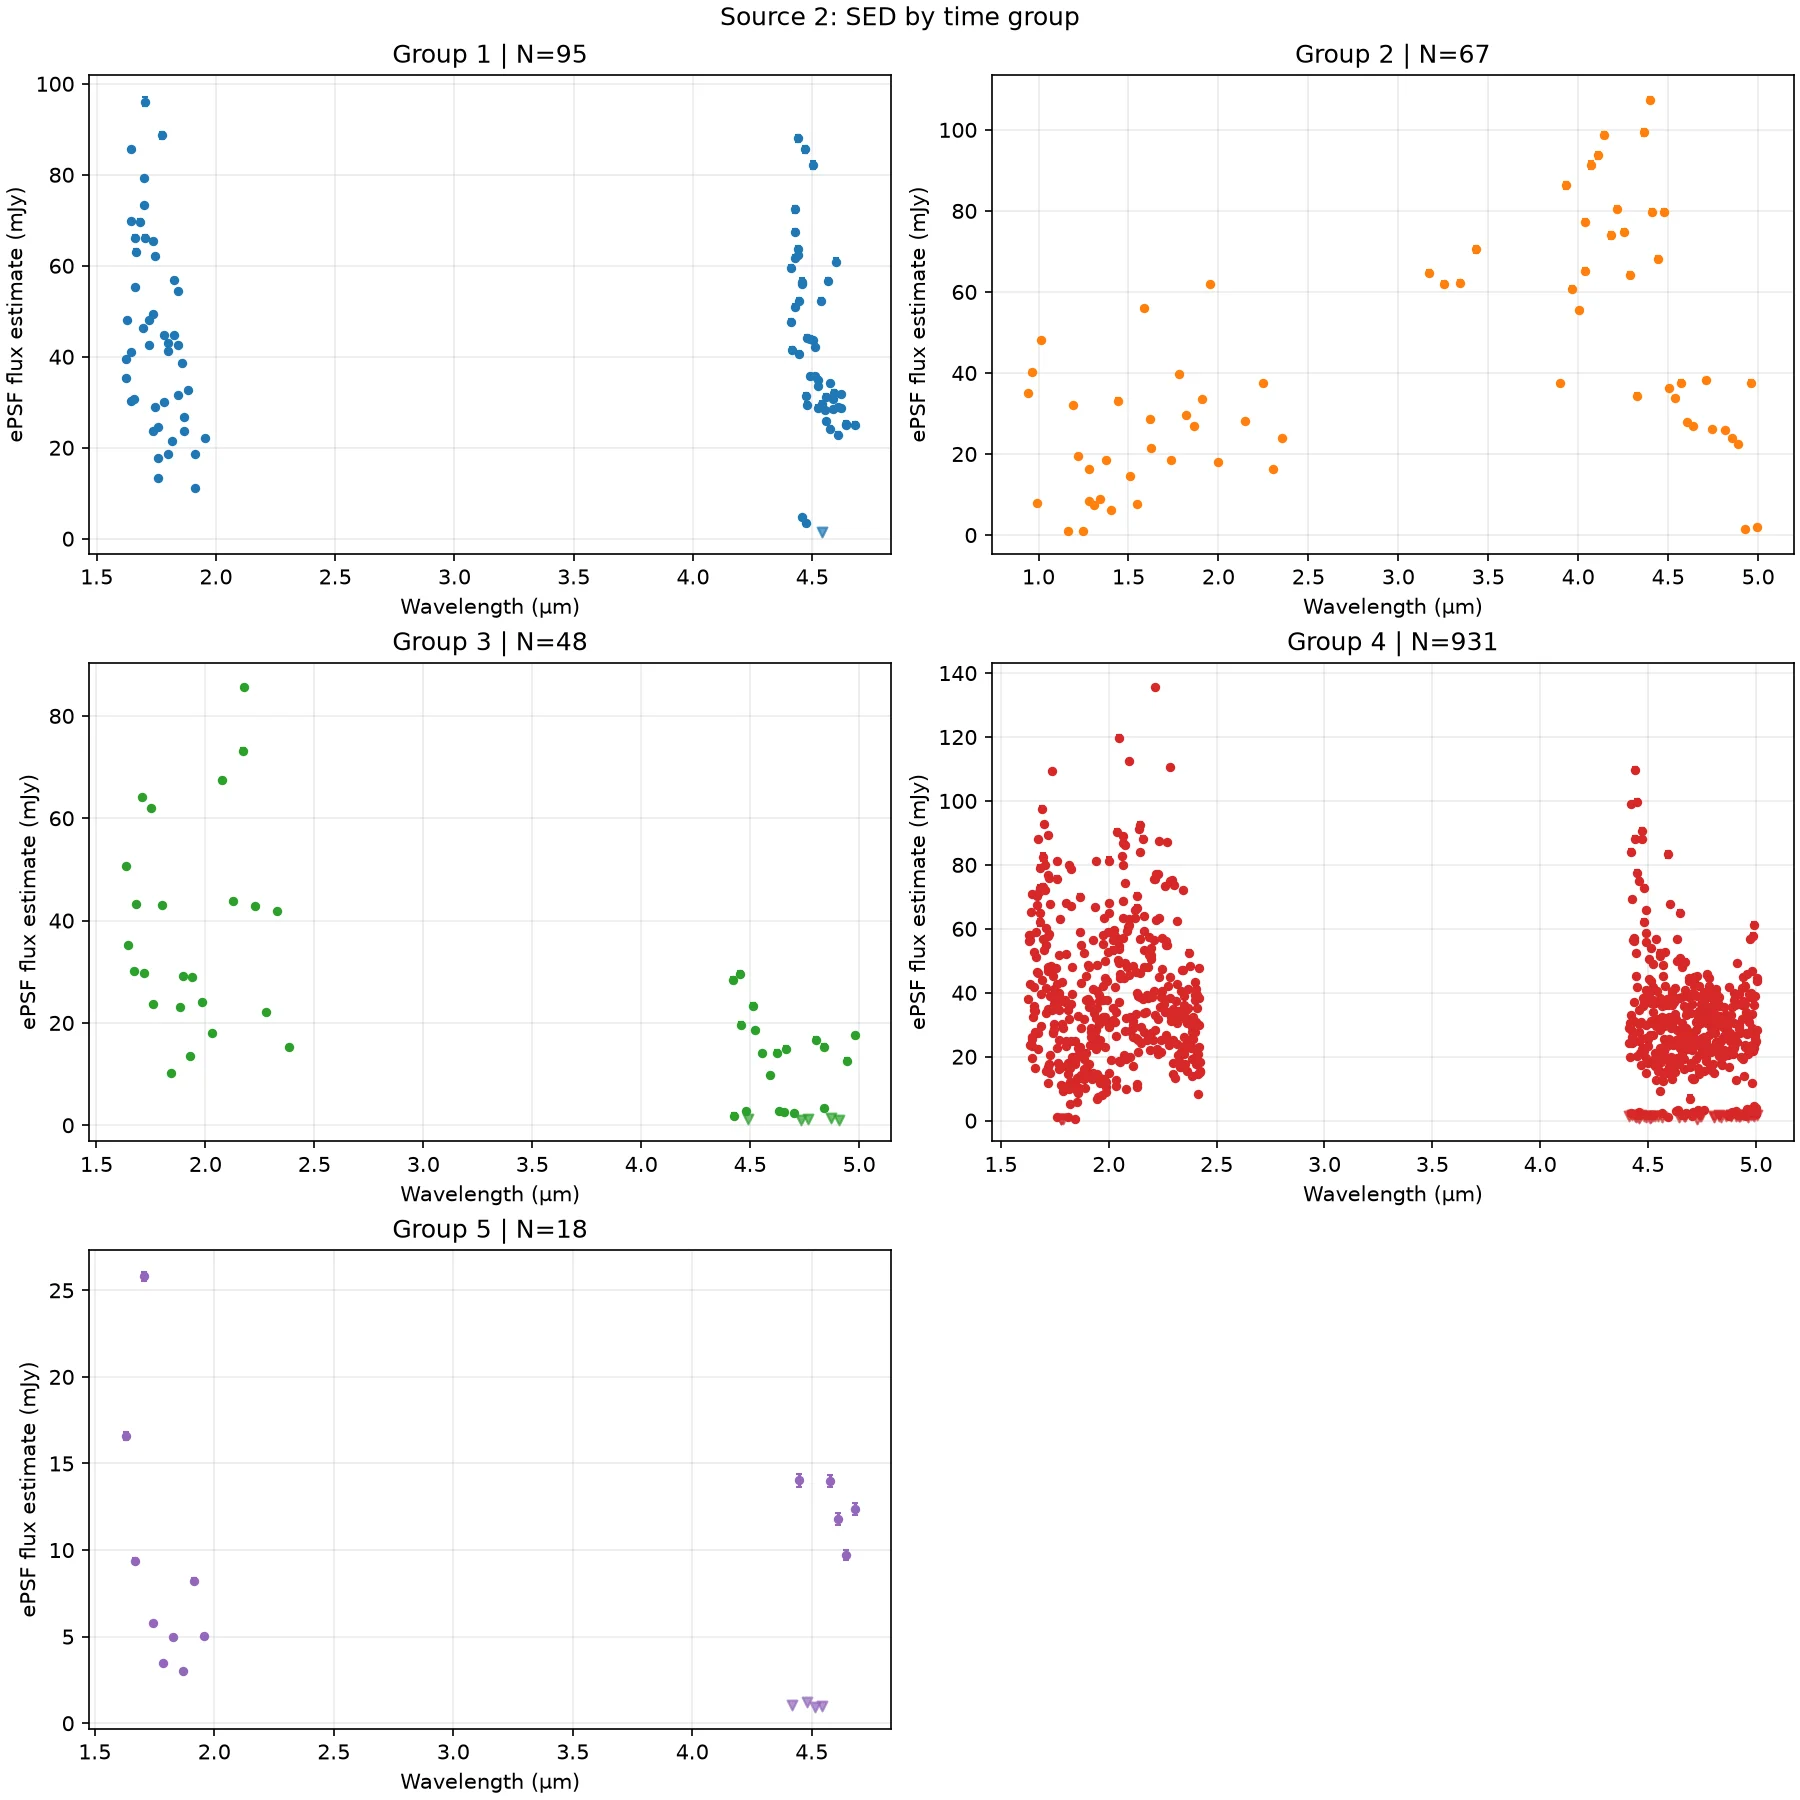 Source 2: SED by time group
Group 1 | N=95
100
80
60
40
20
0
ePSF flux estimate (mJy)
1.5 2.0 2.5 3.0 3.5 4.0 4.5
Wavelength (µm)
Group 2 | N=67
100
80
60
40
20
0
ePSF flux estimate (mJy)
1.0 1.5 2.0 2.5 3.0 3.5 4.0 4.5 5.0
Wavelength (µm)
Group 3 | N=48
80
60
40
20
0
ePSF flux estimate (mJy)
1.5 2.0 2.5 3.0 3.5 4.0 4.5 5.0
Wavelength (µm)
Group 4 | N=931
140
120
100
80
60
40
20
0
ePSF flux estimate (mJy)
1.5 2.0 2.5 3.0 3.5 4.0 4.5 5.0
Wavelength (µm)
Group 5 | N=18
25
20
15
10
5
0
ePSF flux estimate (mJy)
1.5 2.0 2.5 3.0 3.5 4.0 4.5
Wavelength (µm)